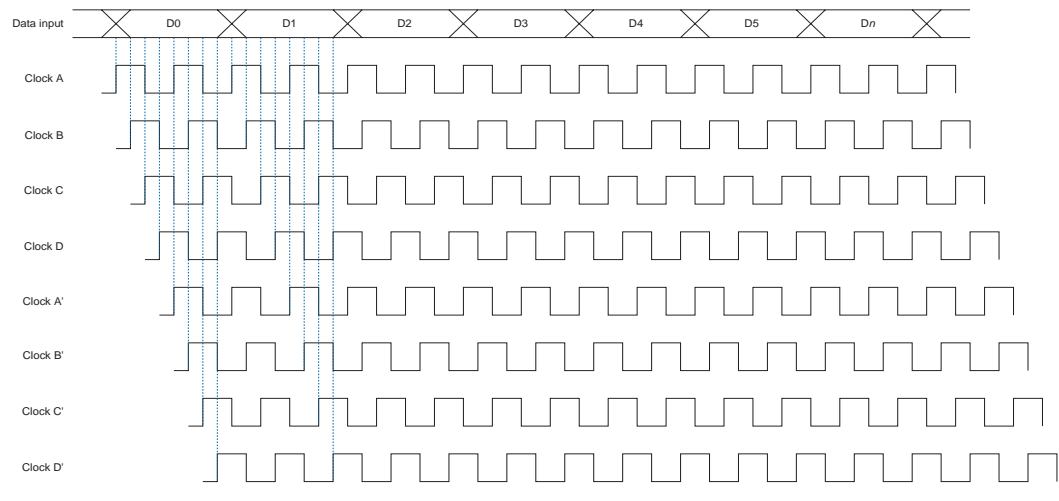 Data input D0 D1 D2 D3 D4 D5 Dn
Clock A
Clock B
Clock C
Clock D
Clock A'
Clock B'
Clock C'
Clock D'